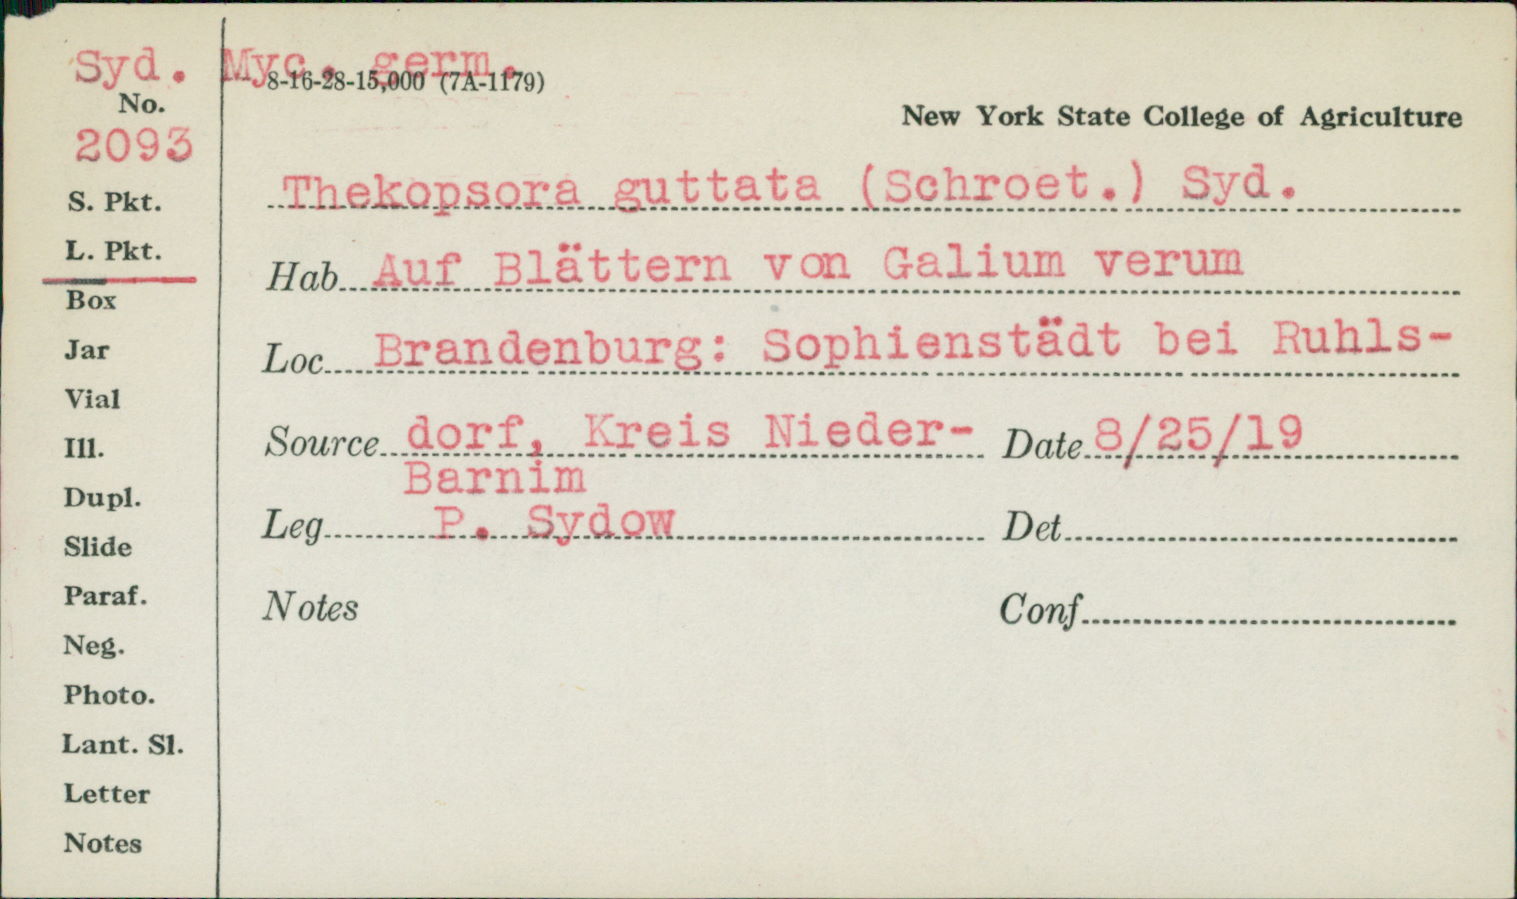 Syd. Myc. germ.
8-16-28-15,000 (7A-1179)
No.
2093
New York State College of Agriculture
S. Pkt.
L. Pkt.
Box
Jar
Vial
Ill.
Dupl.
Slide
Paraf.
Neg.
Photo.
Lant. Sl.
Letter
Notes
Thekopsora guttata (Schroet.) Syd.
Hab. Auf Blättern von Galium verum
Loc. Brandenburg: Sophienstädt bei Ruhls-
Source dorf, Kreis Nieder- Date 8/25/19
Barnim
Leg. P. Sydow Det.
Notes Conf.